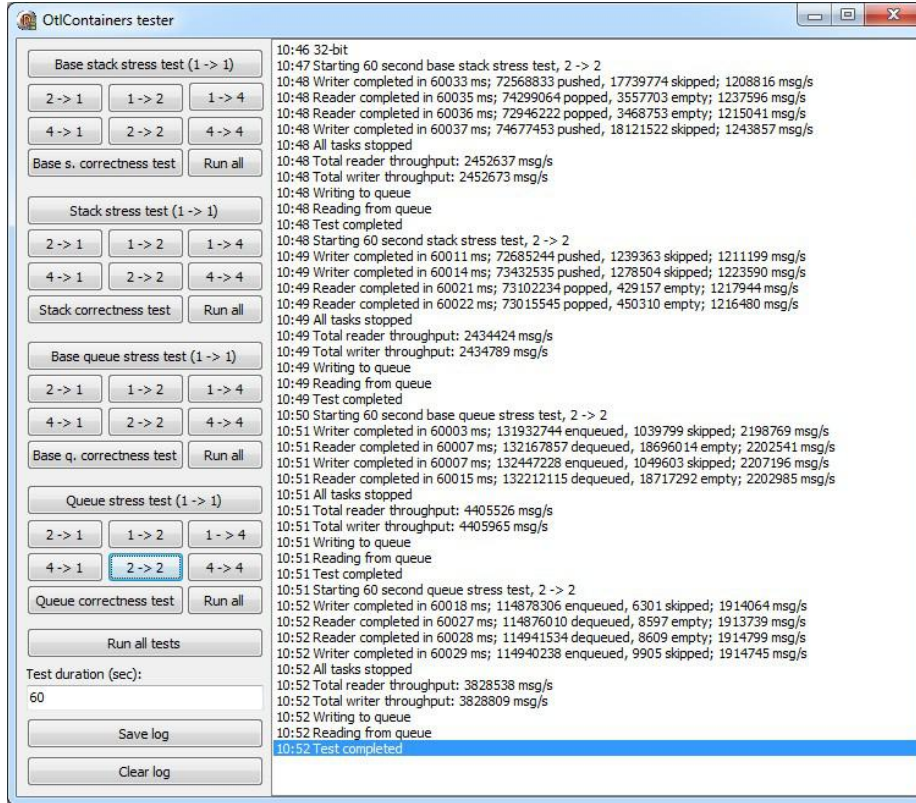 OtlContainers tester
Base stack stress test (1 -> 1)
2 -> 1 1 -> 2 1 -> 4
4 -> 1 2 -> 2 4 -> 4
Base s. correctness test Run all
Stack stress test (1 -> 1)
2 -> 1 1 -> 2 1 -> 4
4 -> 1 2 -> 2 4 -> 4
Stack correctness test Run all
Base queue stress test (1 -> 1)
2 -> 1 1 -> 2 1 -> 4
4 -> 1 2 -> 2 4 -> 4
Base q. correctness test Run all
Queue stress test (1 -> 1)
2 -> 1 1 -> 2 1 - > 4
4 -> 1 2 -> 2 4 -> 4
Queue correctness test Run all
Run all tests
Test duration (sec):
60
Save log
Clear log
10:46 32-bit
10:47 Starting 60 second base stack stress test, 2 -> 2
10:48 Writer completed in 60033 ms; 72568833 pushed, 17739774 skipped; 1208816 msg/s
10:48 Reader completed in 60035 ms; 74299064 popped, 3557703 empty; 1237596 msg/s
10:48 Reader completed in 60036 ms; 72946222 popped, 3468753 empty; 1215041 msg/s
10:48 Writer completed in 60037 ms; 74677453 pushed, 18121522 skipped; 1243857 msg/s
10:48 All tasks stopped
10:48 Total reader throughput: 2452637 msg/s
10:48 Total writer throughput: 2452673 msg/s
10:48 Writing to queue
10:48 Reading from queue
10:48 Test completed
10:48 Starting 60 second stack stress test, 2 -> 2
10:49 Writer completed in 60011 ms; 72685244 pushed, 1239363 skipped; 1211199 msg/s
10:49 Writer completed in 60014 ms; 73432535 pushed, 1278504 skipped; 1223590 msg/s
10:49 Reader completed in 60021 ms; 73102234 popped, 429157 empty; 1217944 msg/s
10:49 Reader completed in 60022 ms; 73015545 popped, 450310 empty; 1216480 msg/s
10:49 All tasks stopped
10:49 Total reader throughput: 2434424 msg/s
10:49 Total writer throughput: 2434789 msg/s
10:49 Writing to queue
10:49 Reading from queue
10:49 Test completed
10:50 Starting 60 second base queue stress test, 2 -> 2
10:51 Writer completed in 60003 ms; 131932744 enqueued, 1039799 skipped; 2198769 msg/s
10:51 Reader completed in 60007 ms; 132167857 dequeued, 18696014 empty; 2202541 msg/s
10:51 Writer completed in 60007 ms; 132447228 enqueued, 1049603 skipped; 2207196 msg/s
10:51 Reader completed in 60015 ms; 132212115 dequeued, 18717292 empty; 2202985 msg/s
10:51 All tasks stopped
10:51 Total reader throughput: 4405526 msg/s
10:51 Total writer throughput: 4405965 msg/s
10:51 Writing to queue
10:51 Reading from queue
10:51 Test completed
10:51 Starting 60 second queue stress test, 2 -> 2
10:52 Writer completed in 60018 ms; 114878306 enqueued, 6301 skipped; 1914064 msg/s
10:52 Reader completed in 60027 ms; 114876010 dequeued, 8597 empty; 1913739 msg/s
10:52 Reader completed in 60028 ms; 114941534 dequeued, 8609 empty; 1914799 msg/s
10:52 Writer completed in 60029 ms; 114940238 enqueued, 9905 skipped; 1914745 msg/s
10:52 All tasks stopped
10:52 Total reader throughput: 3828538 msg/s
10:52 Total writer throughput: 3828809 msg/s
10:52 Writing to queue
10:52 Reading from queue
10:52 Test completed